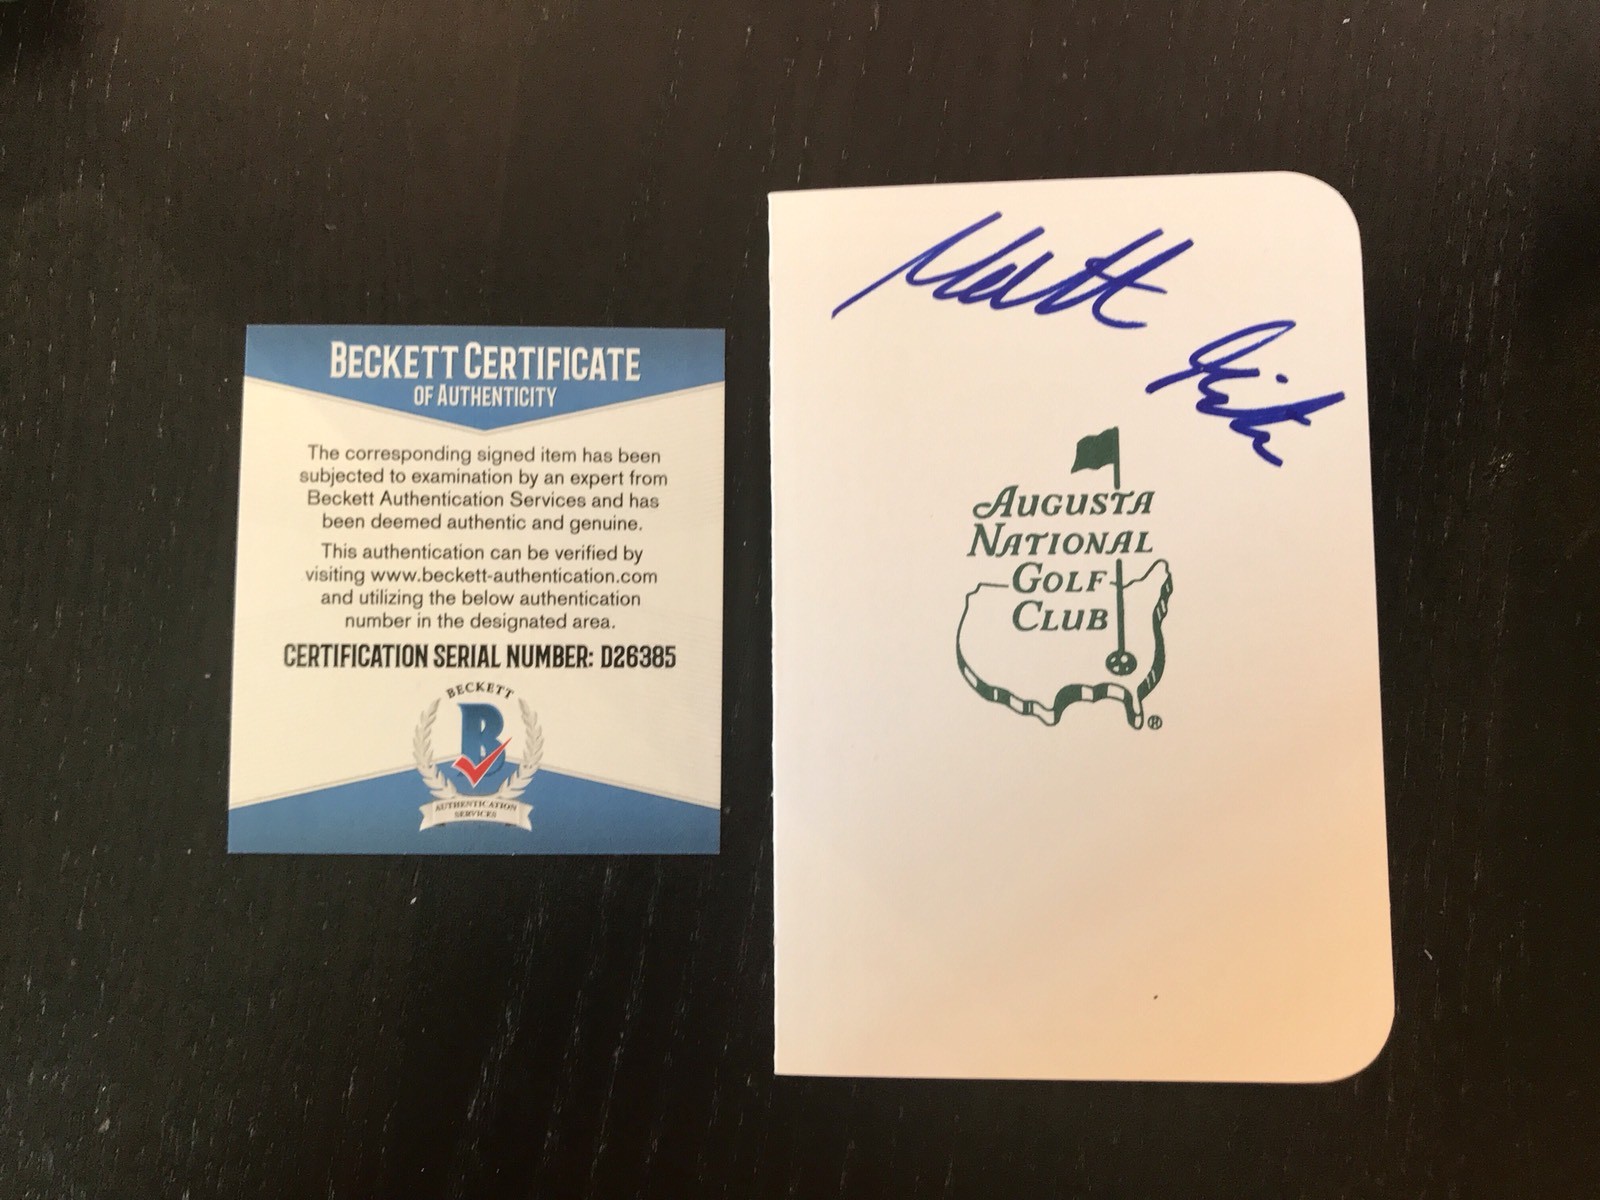 BECKETT CERTIFICATE
OF AUTHENTICITY
The corresponding signed item has been
subjected to examination by an expert from
Beckett Authentication Services and has
been deemed authentic and genuine.
This authentication can be verified by
visiting www.beckett-authentication.com
and utilizing the below authentication
number in the designated area.
CERTIFICATION SERIAL NUMBER: D26385
BECKETT
B
AUTHENTICATION
SERVICES
Matt
AUGUSTA
NATIONAL
GOLF
CLUB
®